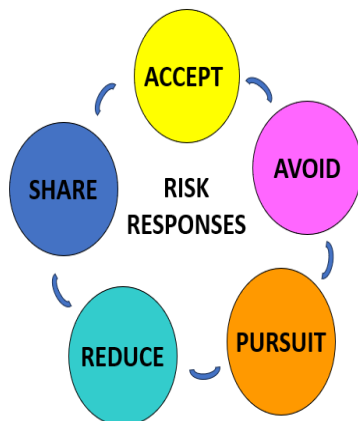 ACCEPT
AVOID
SHARE
RISK
RESPONSES
PURSUIT
REDUCE